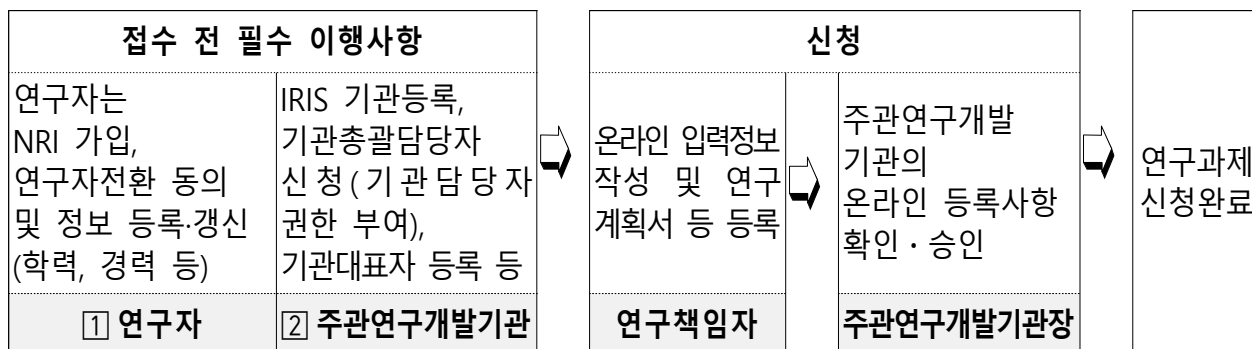 접수 전 필수 이행사항
연구자는
NRI 가입,
연구자전환 동의
및 정보 등록·갱신
(학력, 경력 등)
1 연구자
IRIS 기관등록,
기관총괄담당자
신청(기관담당자
권한 부여),
기관대표자 등록 등
2 주관연구개발기관
신청
온라인 입력정보
작성 및 연구
계획서 등 등록
연구책임자
주관연구개발
기관의
온라인 등록사항
확인·승인
주관연구개발기관장
연구과제
신청완료